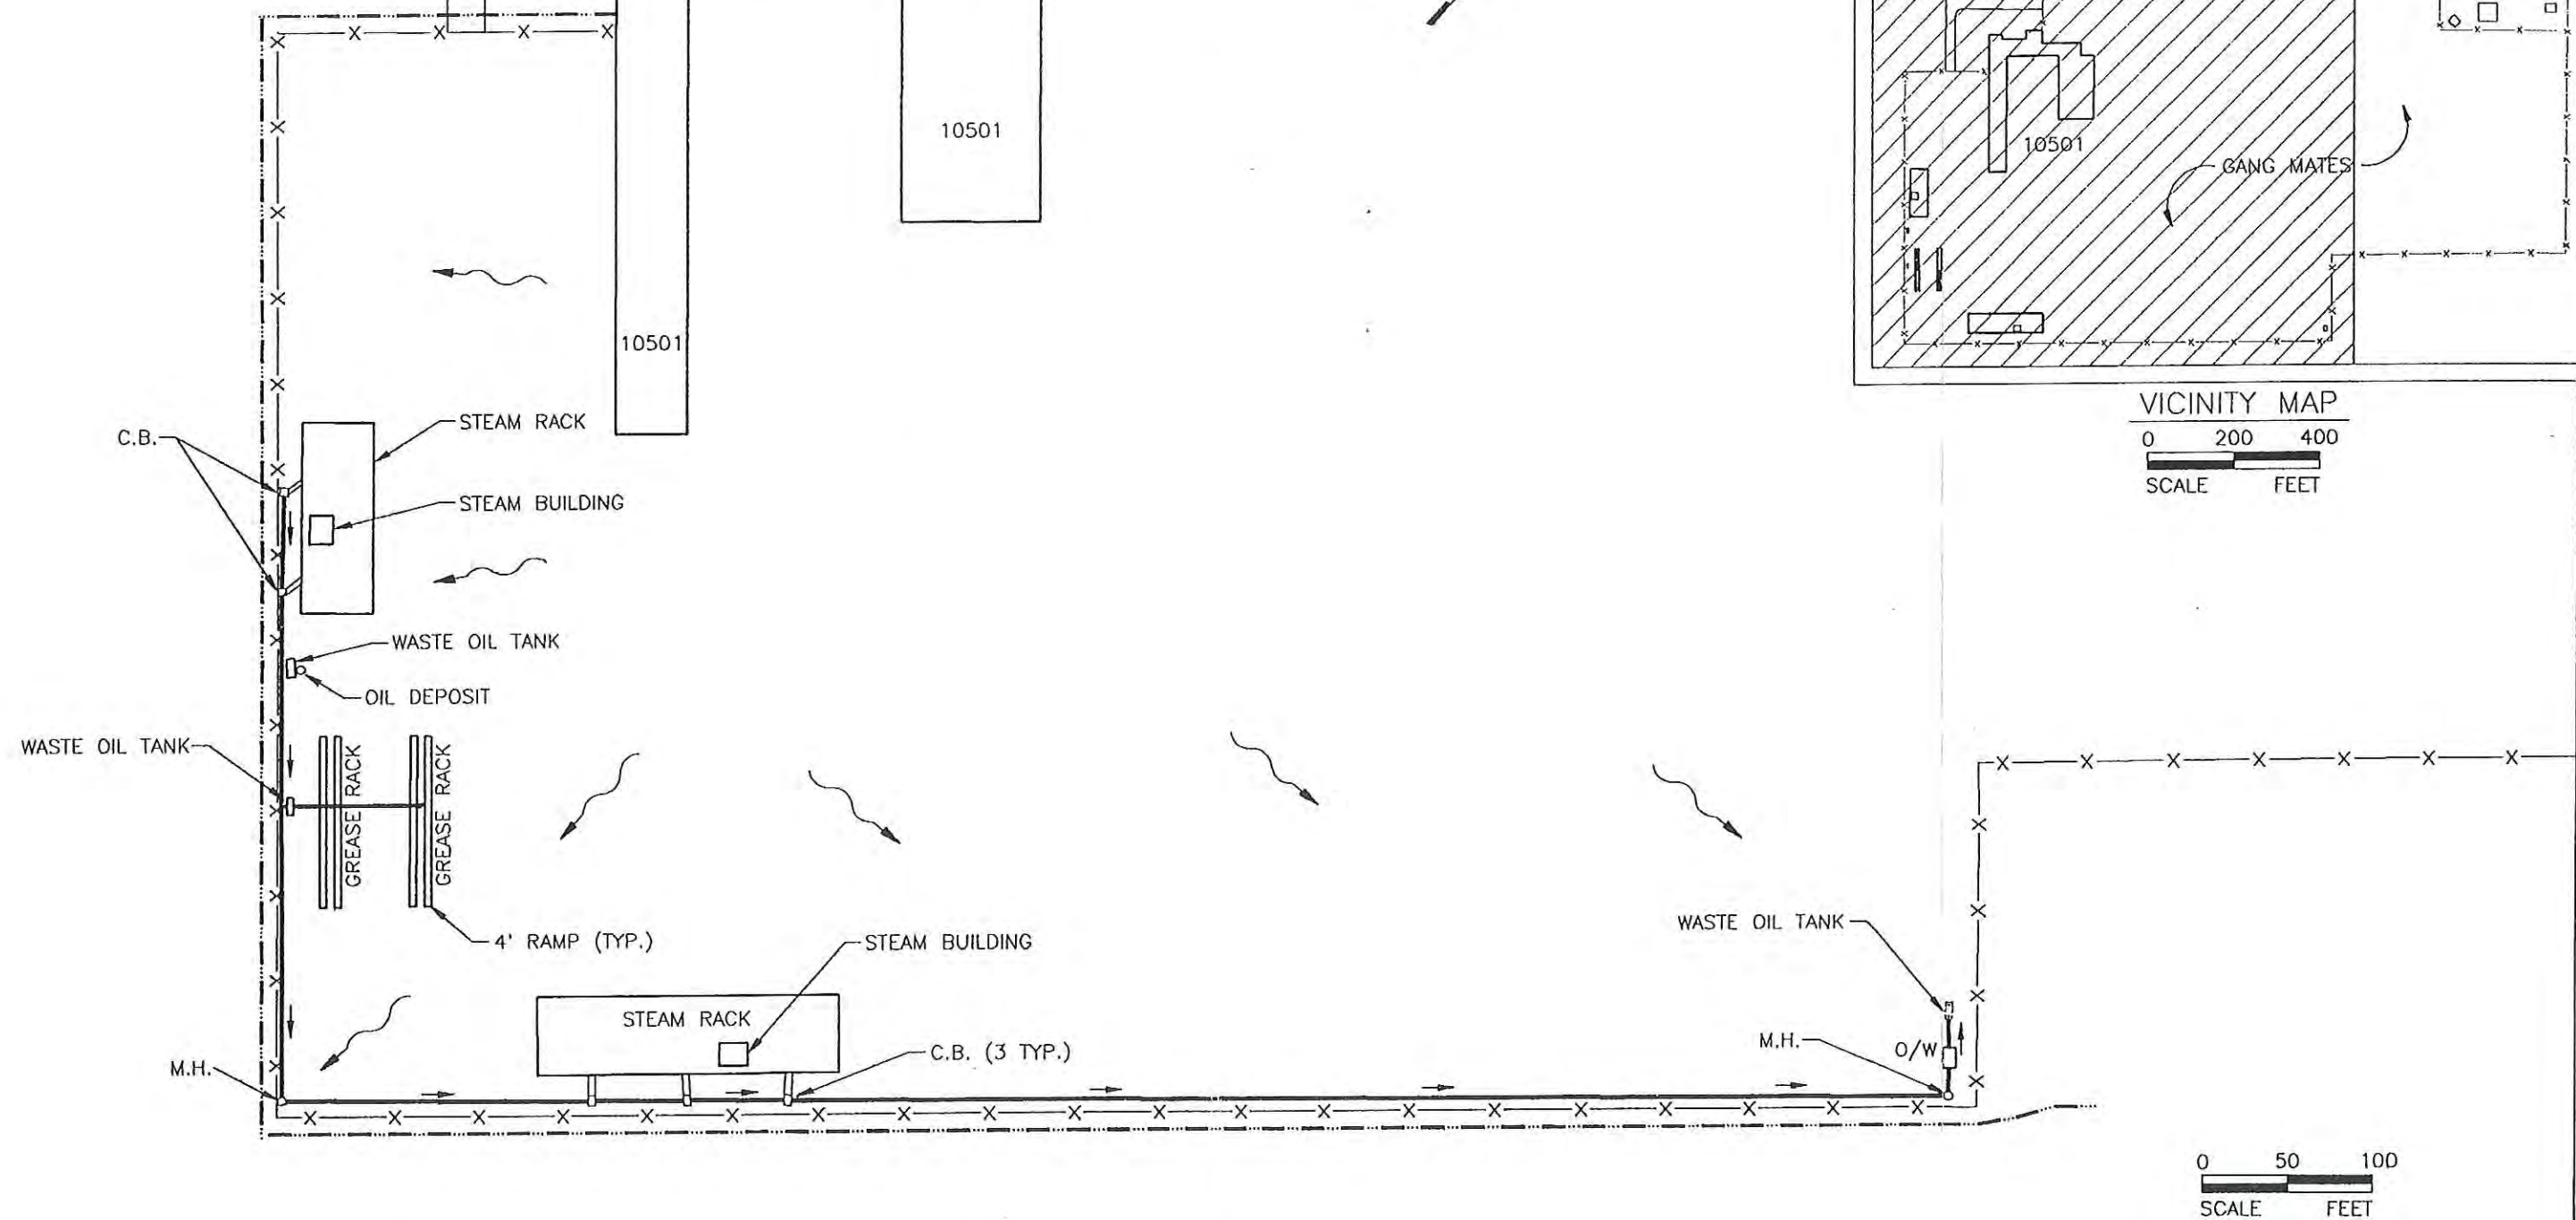 10501
10501
10501
GANG MATES
VICINITY MAP
0 200 400
SCALE FEET
C.B.
STEAM RACK
STEAM BUILDING
WASTE OIL TANK
OIL DEPOSIT
WASTE OIL TANK
GREASE RACK
GREASE RACK
4' RAMP (TYP.)
STEAM BUILDING
STEAM RACK
C.B. (3 TYP.)
M.H.
WASTE OIL TANK
M.H.
O/W
0 50 100
SCALE FEET